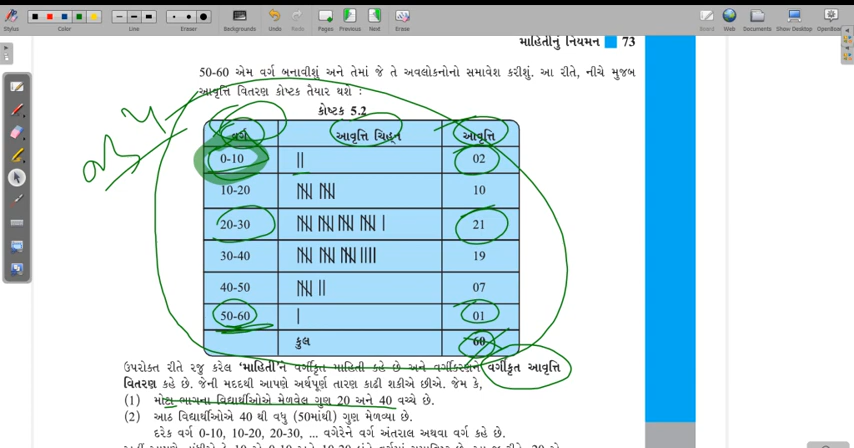 Color
Line
Eraser
Backgrounds
Undo
Redo
Pages
Previous
Next
Erase
Board
Web
Show Desktop
OpenBoard
માહિતીનું નિયમન 73
50-60 એમ વર્ગ બનાવીશું અને તેમાં જે તે અવલોકનોનો સમાવેશ કરીશું. આ રીતે, નીચે મુજબ
આવૃત્તિ વિતરણ કોષ્ટક તૈયાર થશે :
કોષ્ટક 5.2
વર્ગ આવૃત્ત ચિહ્ન આવૃત્તિ
0-10 02
10-20 10
20-30 21
30-40 19
40-50 07
50-60 01
કુલ 60
ઉપરોક્ત રીતે રજુ કરેલ 'માહિતી'ને વર્ગીકૃત માહિતી કહે છે અને વર્ગીકરણને વર્ગીકૃત આવૃત્તિ
વિતરણ કહે છે. જેની મદદથી આપણે અર્થપૂર્ણ તારણ કાઢી શકીએ છીએ. જેમ કે,
(1) મોટા ભાગના વિદ્યાર્થીઓએ મેળવેલ ગુણ 20 અને 40 વચ્ચે છે.
(2) આઠ વિદ્યાર્થીઓએ 40 થી વધુ (50માંથી) ગુણ મેળવ્યા છે.
દરેક વર્ગ 0-10, 10-20, 20-30, ... વગેરેને વર્ગ અંતરાલ અથવા વર્ગ કહે છે.